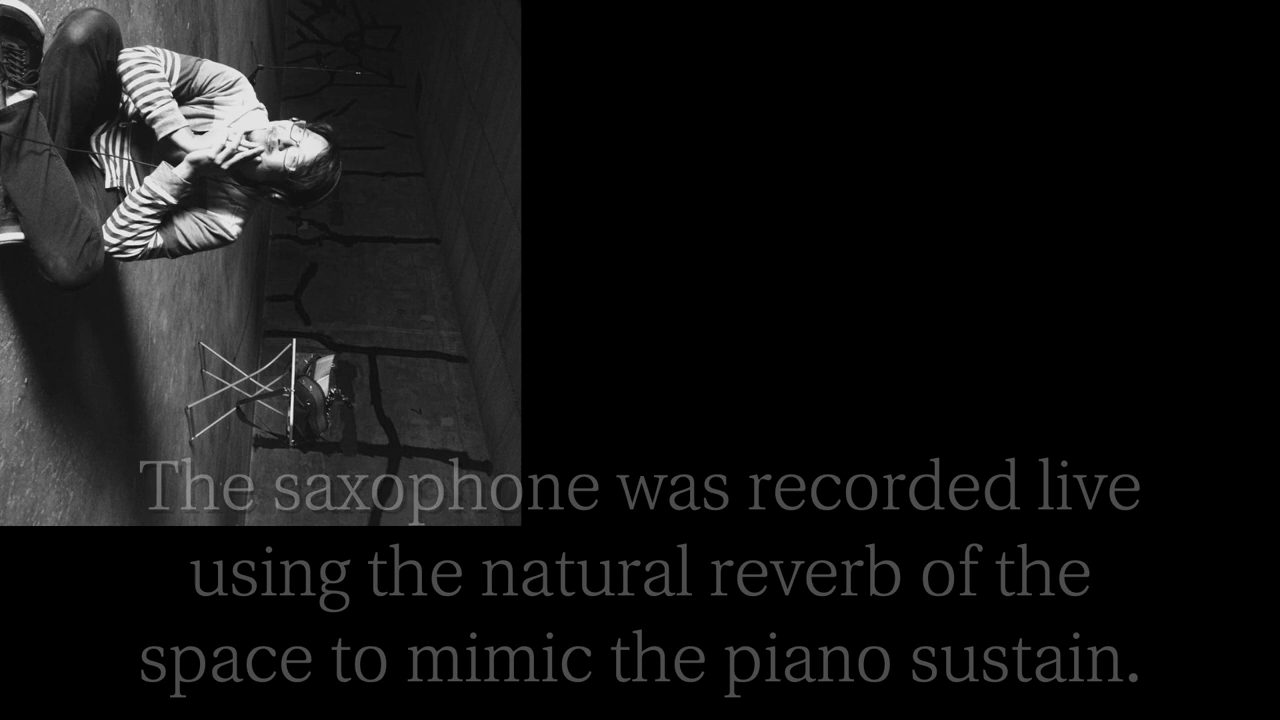 The saxophone was recorded live
using the natural reverb of the
space to mimic the piano sustain.